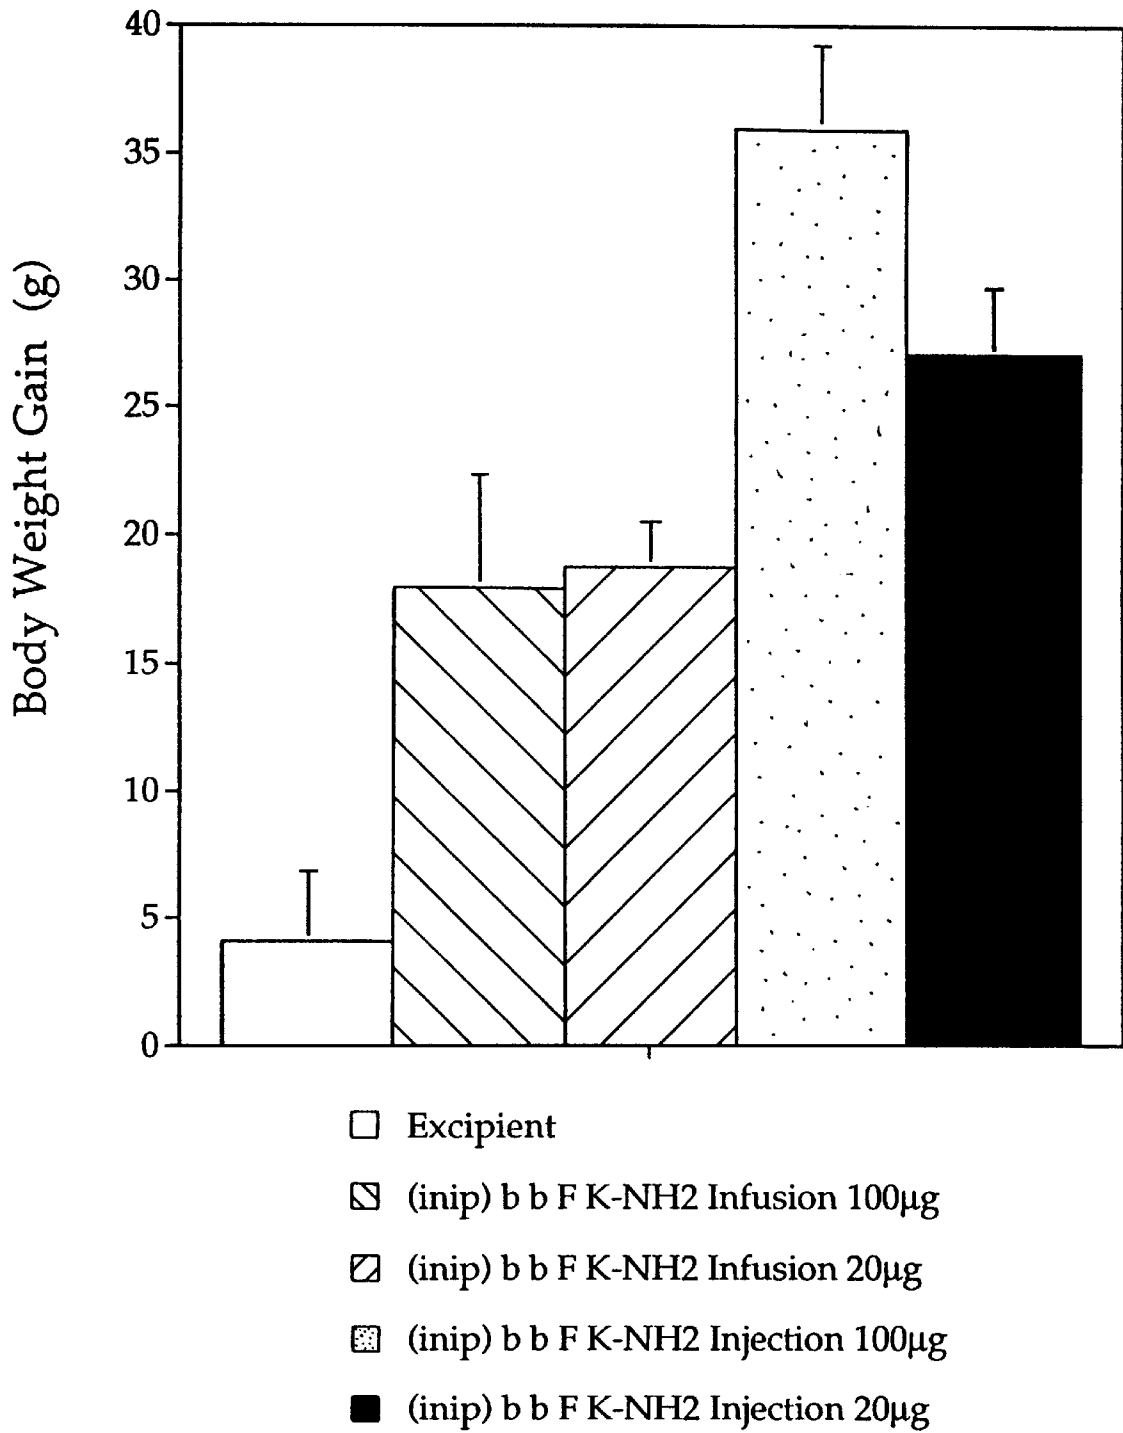 40
35
30
25
20
15
10
5
0
Body Weight Gain (g)
Excipient
(inip) b b F K-NH2 Infusion 100µg
(inip) b b F K-NH2 Infusion 20µg
(inip) b b F K-NH2 Injection 100µg
(inip) b b F K-NH2 Injection 20µg